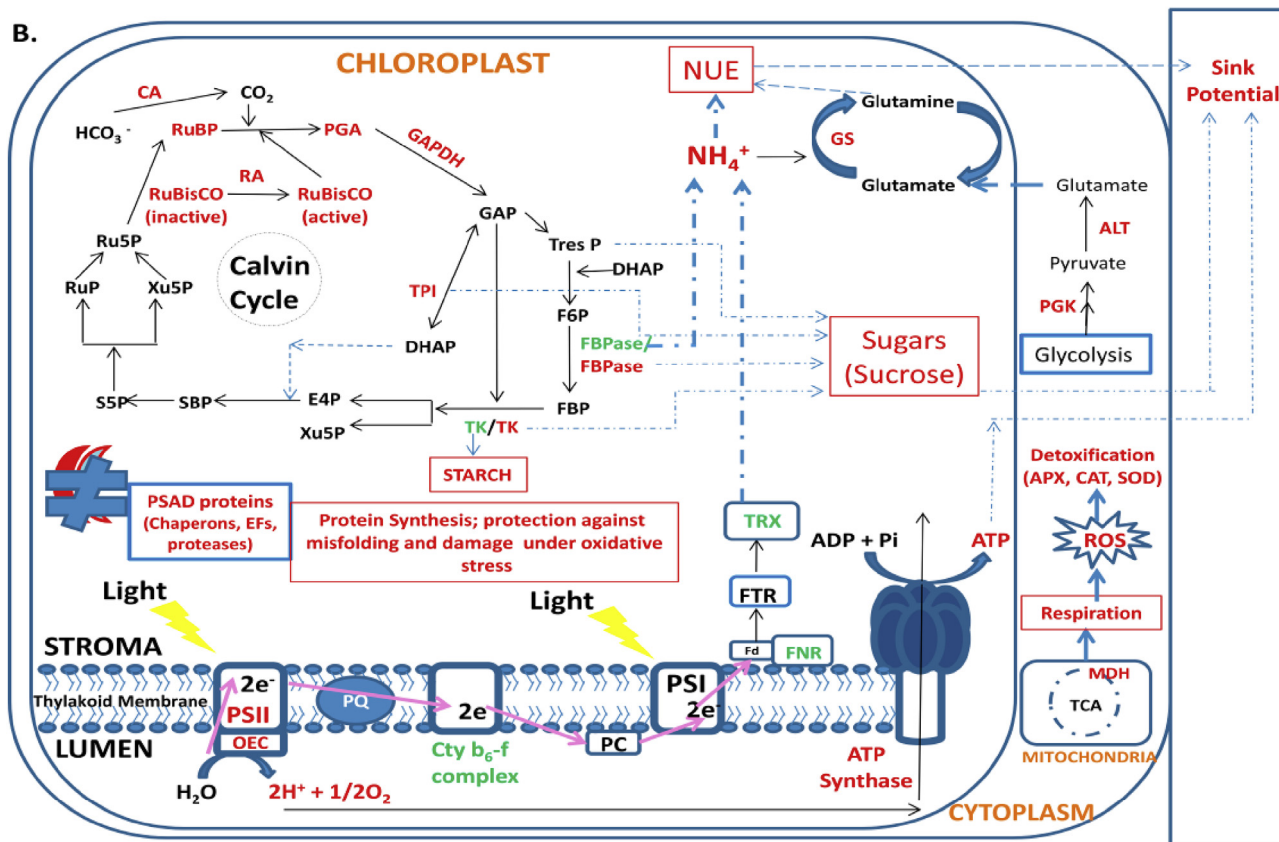 B.
CHLOROPLAST
CA
CO₂
HCO₃⁻
RuBP
PGA
GAPDH
RA
RuBisCO
(inactive)
RuBisCO
(active)
Ru5P
RuP
Xu5P
Calvin
Cycle
GAP
Tres P
DHAP
TPI
F6P
DHAP
FBPase/
FBPase
S5P
SBP
E4P
Xu5P
FBP
TK/TK
STARCH
NUE
NH₄⁺
Glutamine
GS
Glutamate
Sink
Potential
Glutamate
ALT
Pyruvate
PGK
Glycolysis
Sugars
(Sucrose)
PSAD proteins
(Chaperons, EFs,
proteases)
Protein Synthesis; protection against
misfolding and damage under oxidative
stress
TRX
FTR
Fd
FNR
ADP + Pi
ATP
Detoxification
(APX, CAT, SOD)
ROS
Respiration
MDH
TCA
MITOCHONDRIA
Light
Light
STROMA
Thylakoid Membrane
LUMEN
2e⁻
PSII
OEC
PQ
2e
Cty b₆-f
complex
PC
PSI
2e⁻
ATP
Synthase
H₂O
2H⁺ + 1/2O₂
CYTOPLASM